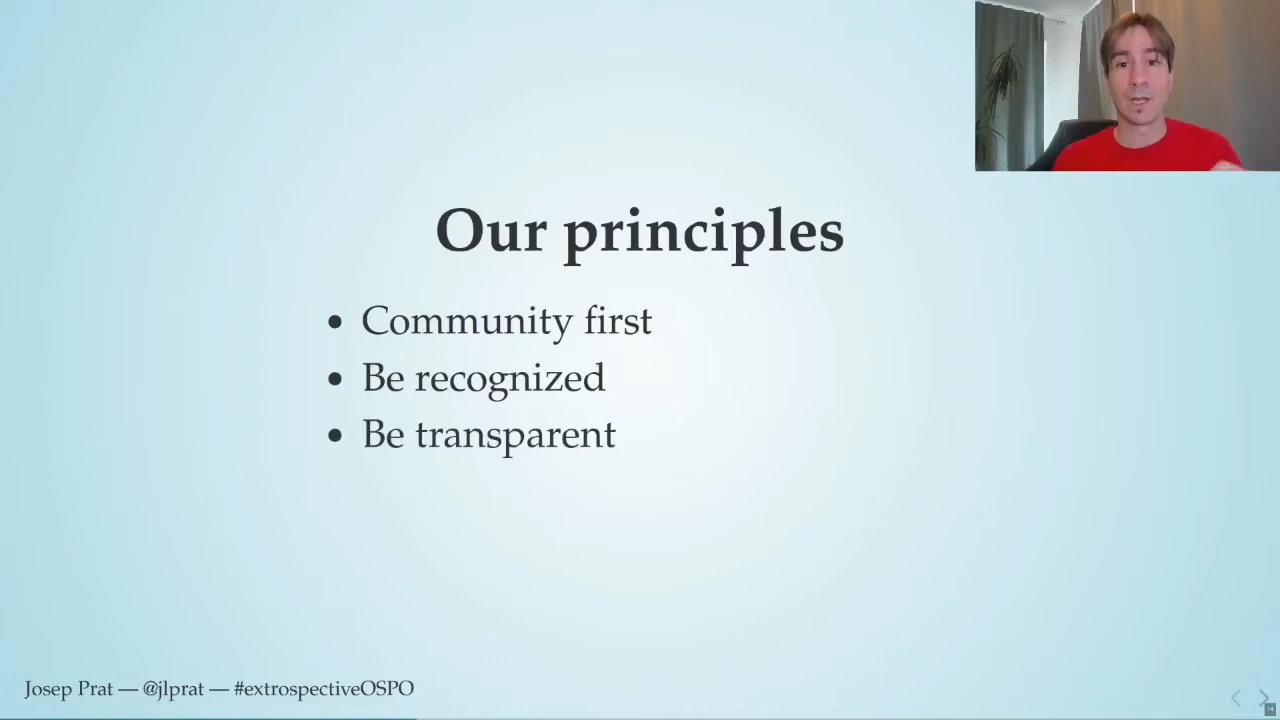 Our principles
• Community first
• Be recognized
• Be transparent
Josep Prat — @jlprat — #extrospectiveOSPO